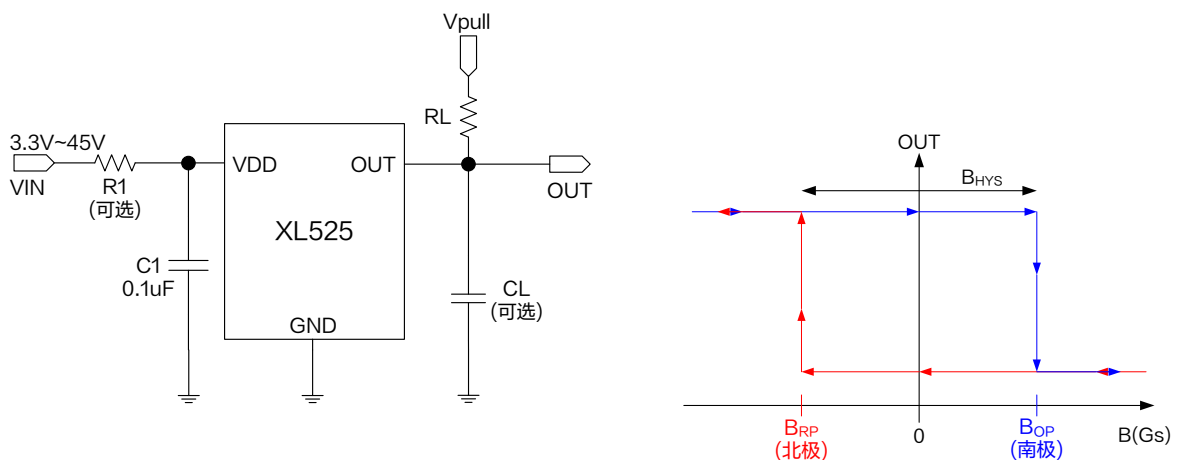 Vpull
RL
3.3V~45V
VIN
R1
(可选)
VDD
OUT
OUT
XL525
C1
0.1uF
GND
CL
(可选)
OUT
BHYS
BRP
(北极)
0
BOP
(南极)
B(Gs)